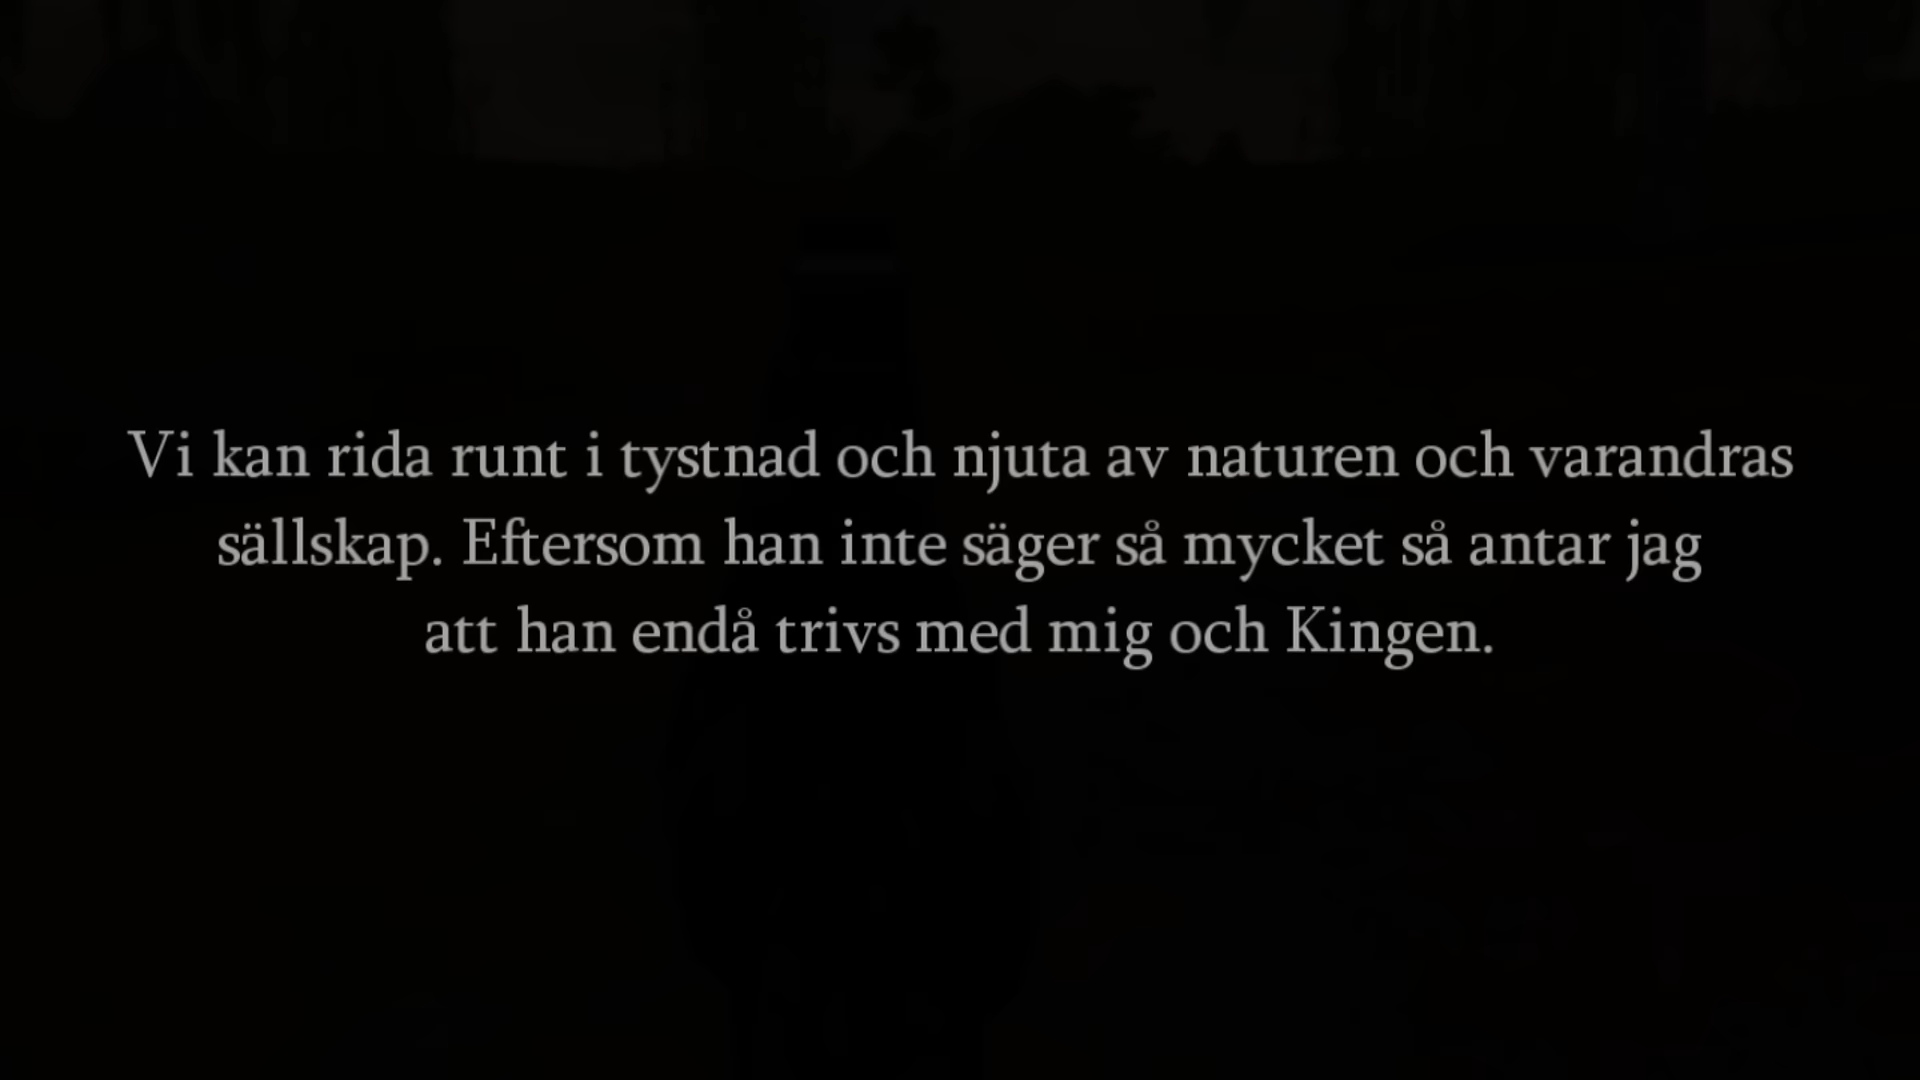 Vi kan rida runt i tystnad och njuta av naturen och varandras
sällskap. Eftersom han inte säger så mycket så antar jag
att han endå trivs med mig och Kingen.